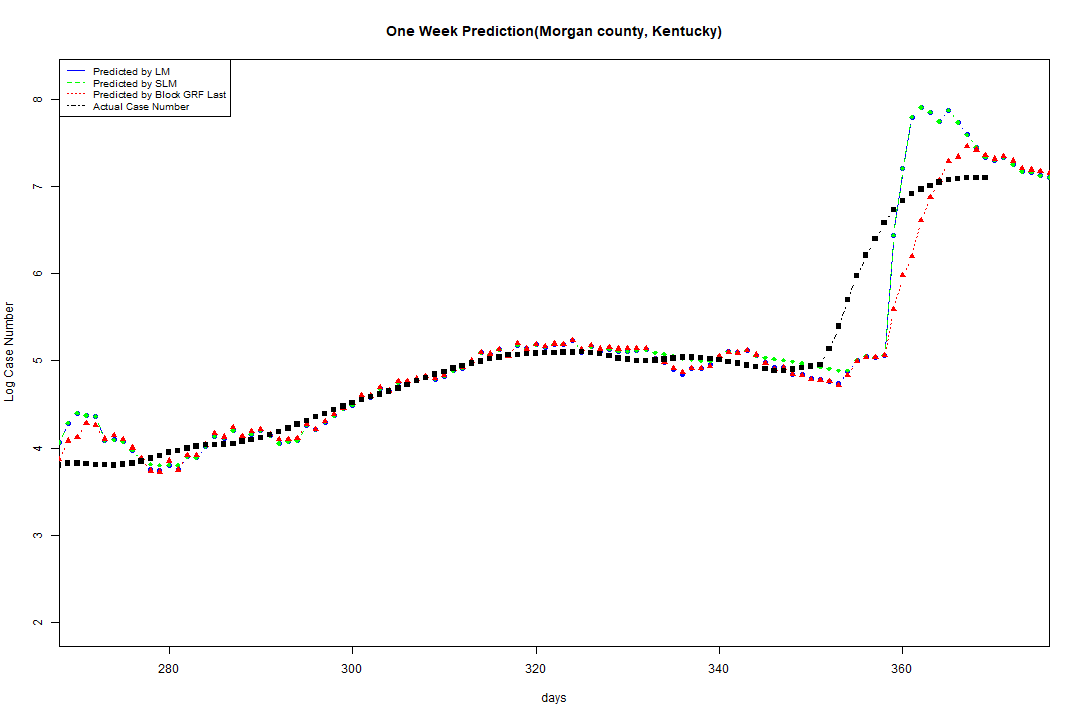 One Week Prediction(Morgan county, Kentucky)
Predicted by LM
Predicted by SLM
Predicted by Block GRF Last
Actual Case Number
8
7
6
5
4
3
2
Log Case Number
280 300 320 340 360
days